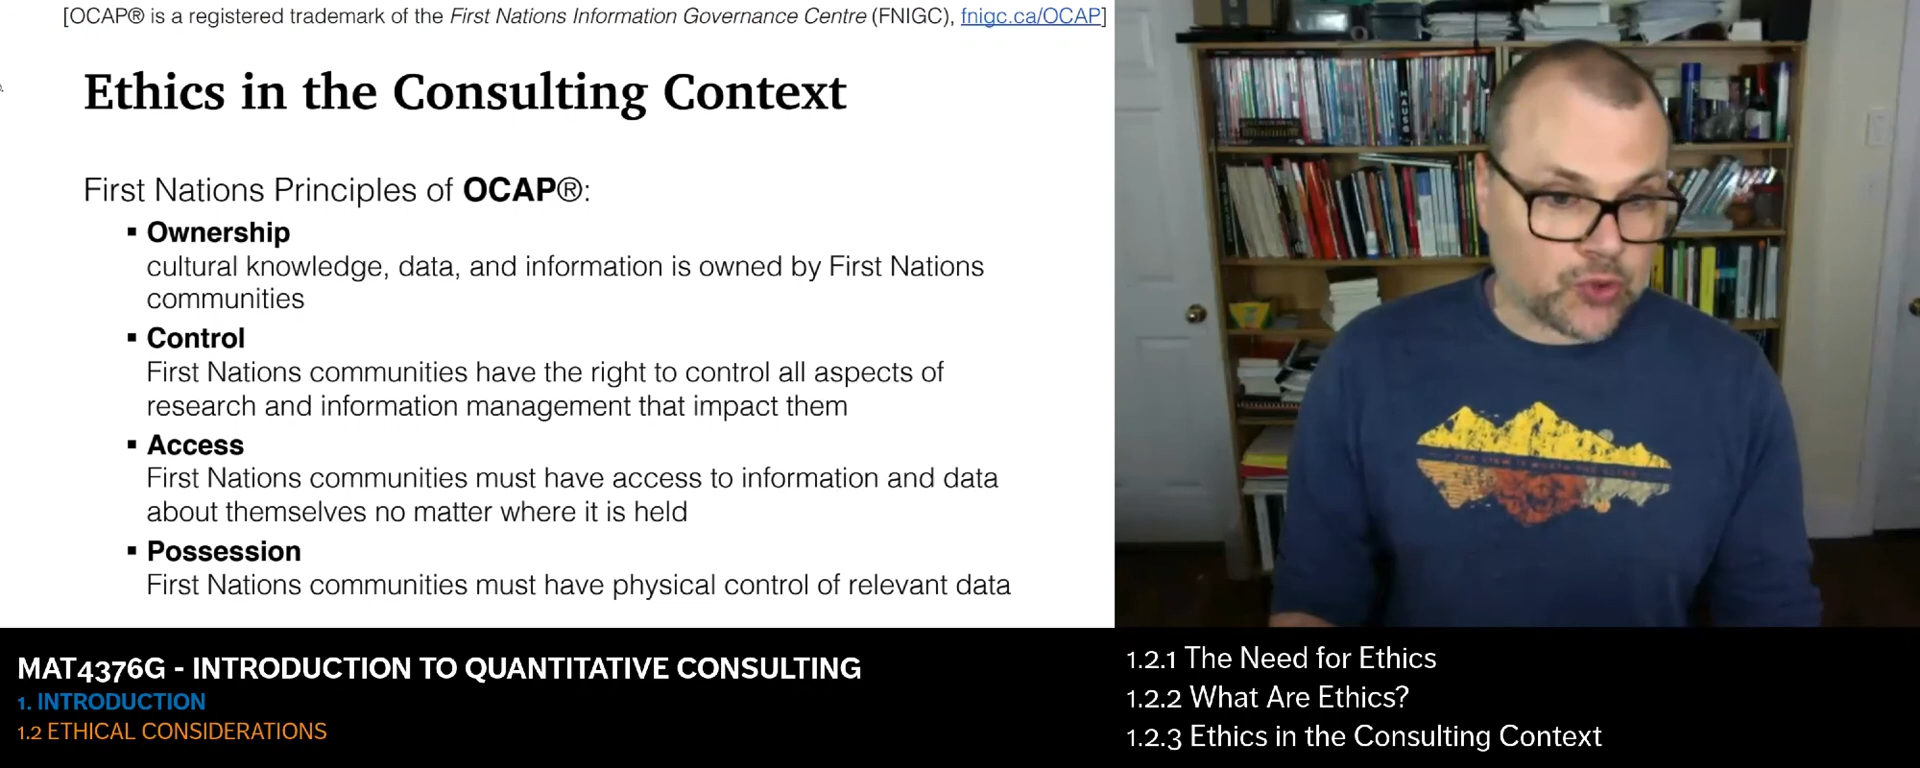 [OCAP® is a registered trademark of the First Nations Information Governance Centre (FNIGC), fnigc.ca/OCAP]
Ethics in the Consulting Context
First Nations Principles of OCAP®:
▪ Ownership
cultural knowledge, data, and information is owned by First Nations
communities
▪ Control
First Nations communities have the right to control all aspects of
research and information management that impact them
▪ Access
First Nations communities must have access to information and data
about themselves no matter where it is held
▪ Possession
First Nations communities must have physical control of relevant data
MAT4376G - INTRODUCTION TO QUANTITATIVE CONSULTING
1. INTRODUCTION
1.2 ETHICAL CONSIDERATIONS
1.2.1 The Need for Ethics
1.2.2 What Are Ethics?
1.2.3 Ethics in the Consulting Context